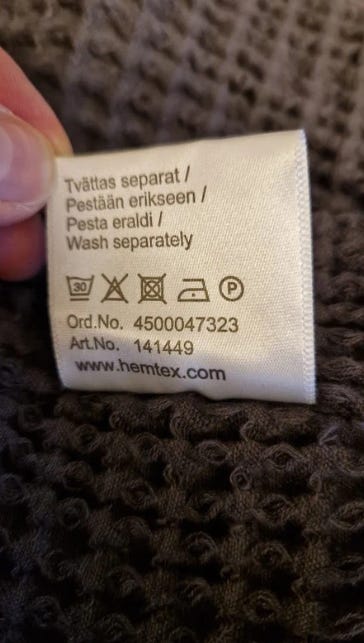 Tvättas separat /
Pestään erikseen /
Pesta eraldi /
Wash separately
30 P
Ord.No. 4500047323
Art.No. 141449
www.hemtex.com